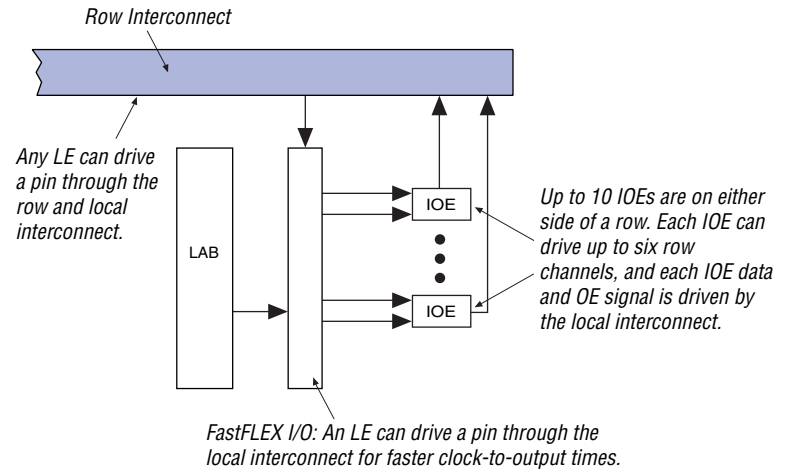 Row Interconnect
Any LE can drive
a pin through the
row and local
interconnect.
LAB
IOE
IOE
Up to 10 IOEs are on either
side of a row. Each IOE can
drive up to six row
channels, and each IOE data
and OE signal is driven by
the local interconnect.
FastFLEX I/O: An LE can drive a pin through the
local interconnect for faster clock-to-output times.